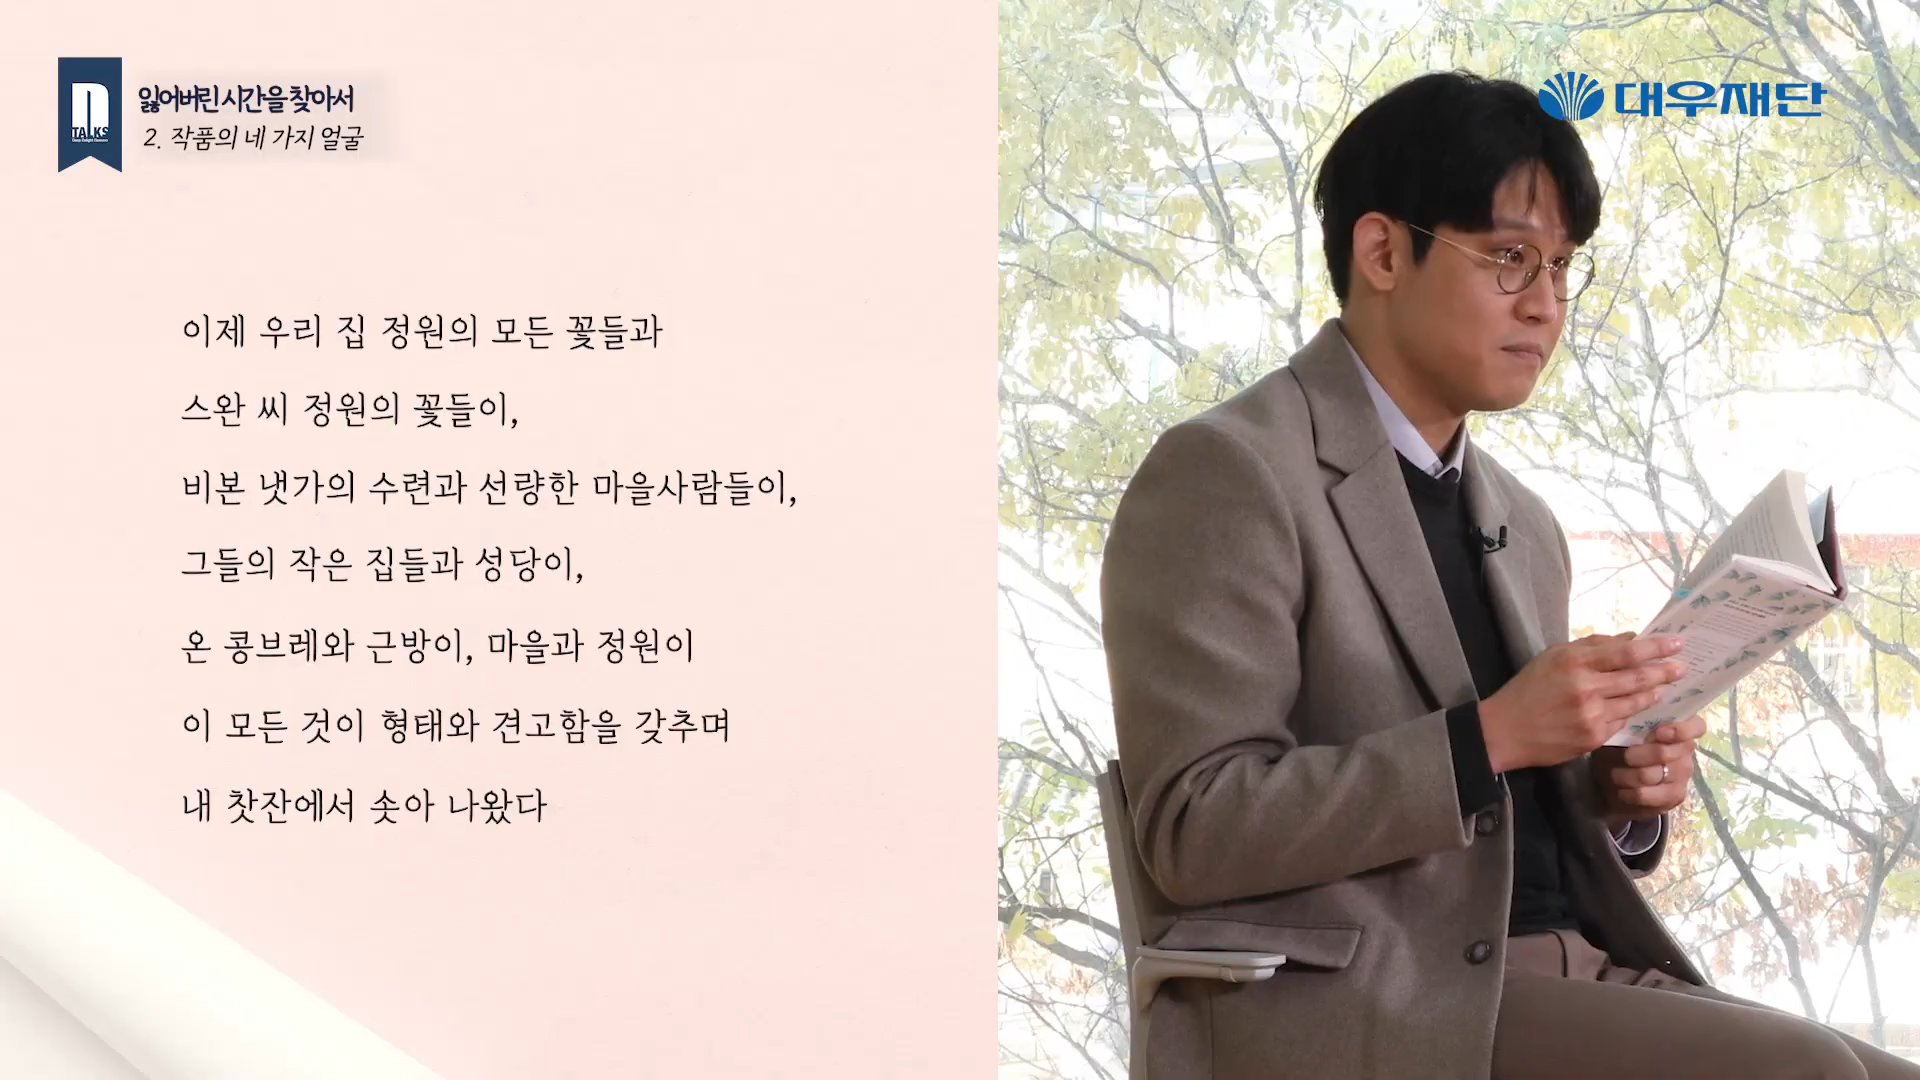 n
TALKS
잃어버린 시간을 찾아서
2. 작품의 네 가지 얼굴
대우재단
이제 우리 집 정원의 모든 꽃들과
스완 씨 정원의 꽃들이,
비본 냇가의 수련과 선량한 마을사람들이,
그들의 작은 집들과 성당이,
온 콩브레와 근방이, 마을과 정원이
이 모든 것이 형태와 견고함을 갖추며
내 찻잔에서 솟아 나왔다